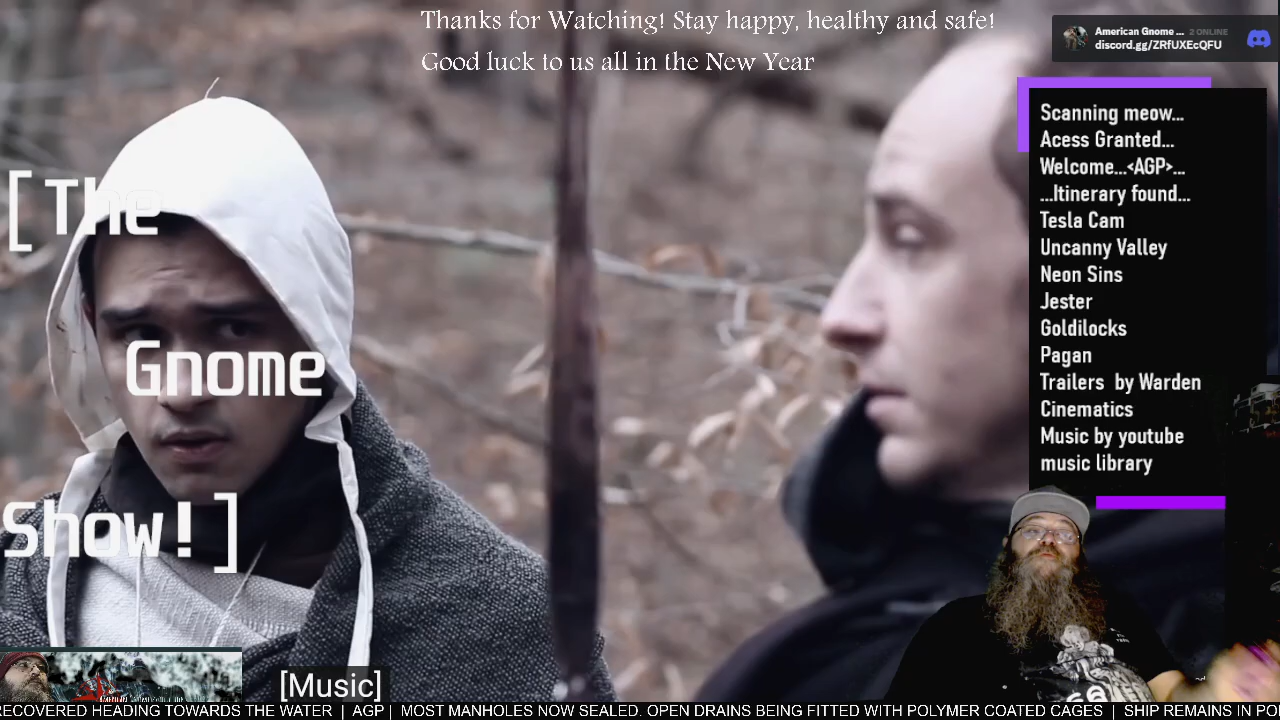 Thanks for Watching! Stay happy, healthy and safe!
Good luck to us all in the New Year
American Gnome ... 2 ONLINE
discord.gg/ZRfUXEcQFU
Scanning meow...
Acess Granted...
Welcome...<AGP>...
...Itinerary found...
Tesla Cam
Uncanny Valley
Neon Sins
Jester
Goldilocks
Pagan
Trailers by Warden
Cinematics
Music by youtube
music library
[The
Gnome
Show!]
[Music]
RECOVERED HEADING TOWARDS THE WATER | AGP | MOST MANHOLES NOW SEALED. OPEN DRAINS BEING FITTED WITH POLYMER COATED CAGES | SHIP REMAINS IN PO